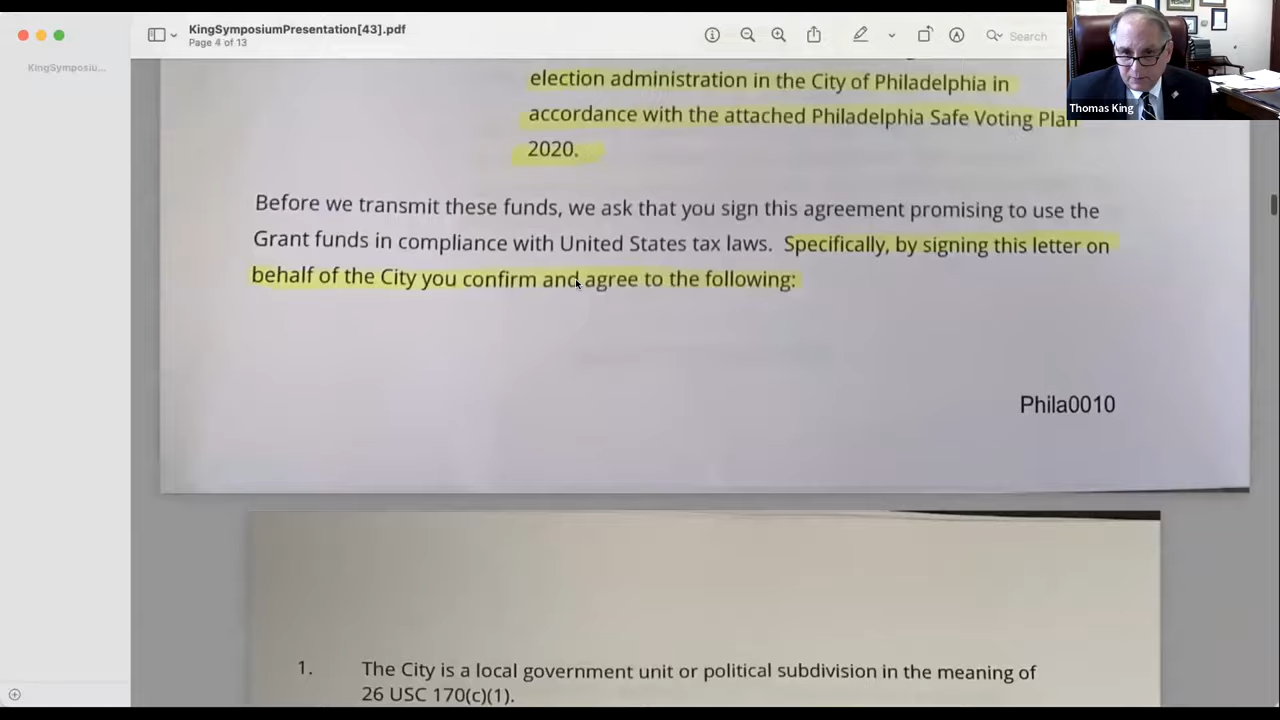 KingSymposiumPresentation[43].pdf
Page 4 of 13
Search
KingSymposiu...
Thomas King
election administration in the City of Philadelphia in
accordance with the attached Philadelphia Safe Voting Plan
2020.
Before we transmit these funds, we ask that you sign this agreement promising to use the
Grant funds in compliance with United States tax laws. Specifically, by signing this letter on
behalf of the City you confirm and agree to the following:
Phila0010
1. The City is a local government unit or political subdivision in the meaning of
26 USC 170(c)(1).